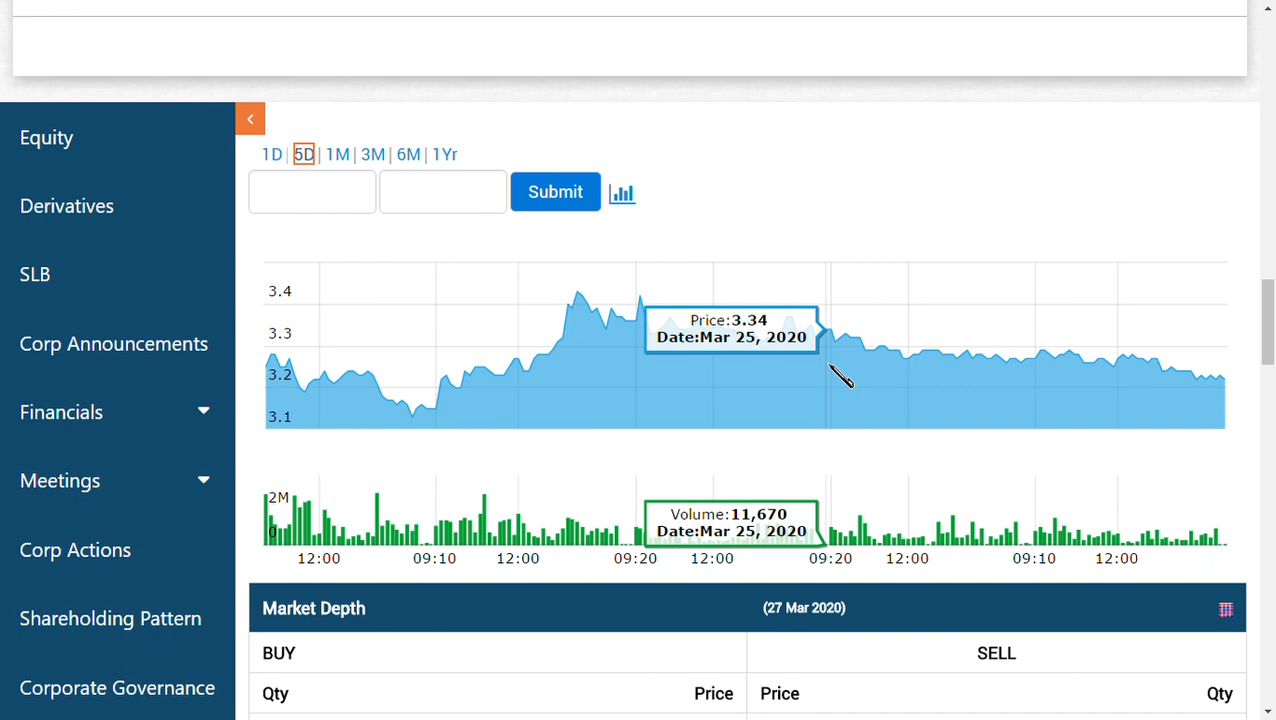 Equity
Derivatives
SLB
Corp Announcements
Financials
Meetings
Corp Actions
Shareholding Pattern
Corporate Governance
1D | 5D | 1M | 3M | 6M | 1Yr
Submit
3.4
3.3
3.2
3.1
Price:3.34
Date:Mar 25, 2020
2M
0
Volume:11,670
Date:Mar 25, 2020
12:00 09:10 12:00 09:20 12:00 09:20 12:00 09:10 12:00
Market Depth (27 Mar 2020)
BUY SELL
Qty Price Price Qty